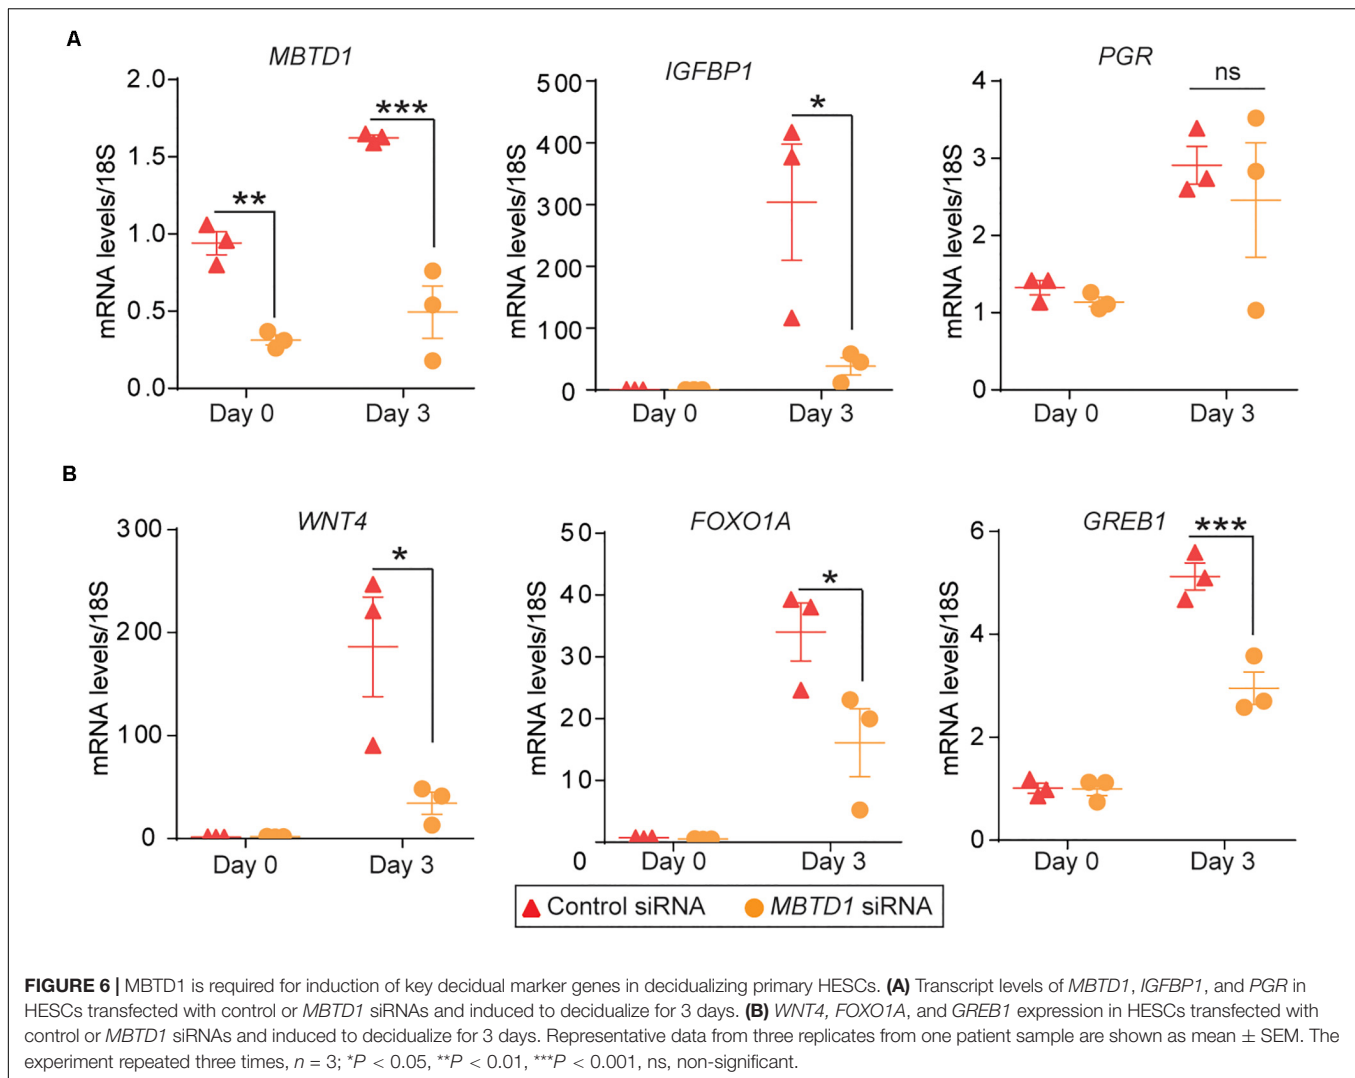 A
MBTD1
mRNA levels/18S
2.0
1.5
1.0
0.5
0.0
**
***
Day 0
Day 3
IGFBP1
mRNA levels/18S
500
400
300
200
100
0
*
Day 0
Day 3
PGR
mRNA levels/18S
4
3
2
1
0
ns
Day 0
Day 3
B
WNT4
mRNA levels/18S
300
200
100
0
*
Day 0
Day 3
FOXO1A
mRNA levels/18S
50
40
30
20
10
0
*
Day 0
Day 3
GREB1
mRNA levels/18S
6
4
2
0
***
Day 0
Day 3
Control siRNA MBTD1 siRNA
FIGURE 6 | MBTD1 is required for induction of key decidual marker genes in decidualizing primary HESCs. (A) Transcript levels of MBTD1, IGFBP1, and PGR in
HESCs transfected with control or MBTD1 siRNAs and induced to decidualize for 3 days. (B) WNT4, FOXO1A, and GREB1 expression in HESCs transfected with
control or MBTD1 siRNAs and induced to decidualize for 3 days. Representative data from three replicates from one patient sample are shown as mean ± SEM. The
experiment repeated three times, n = 3; *P < 0.05, **P < 0.01, ***P < 0.001, ns, non-significant.